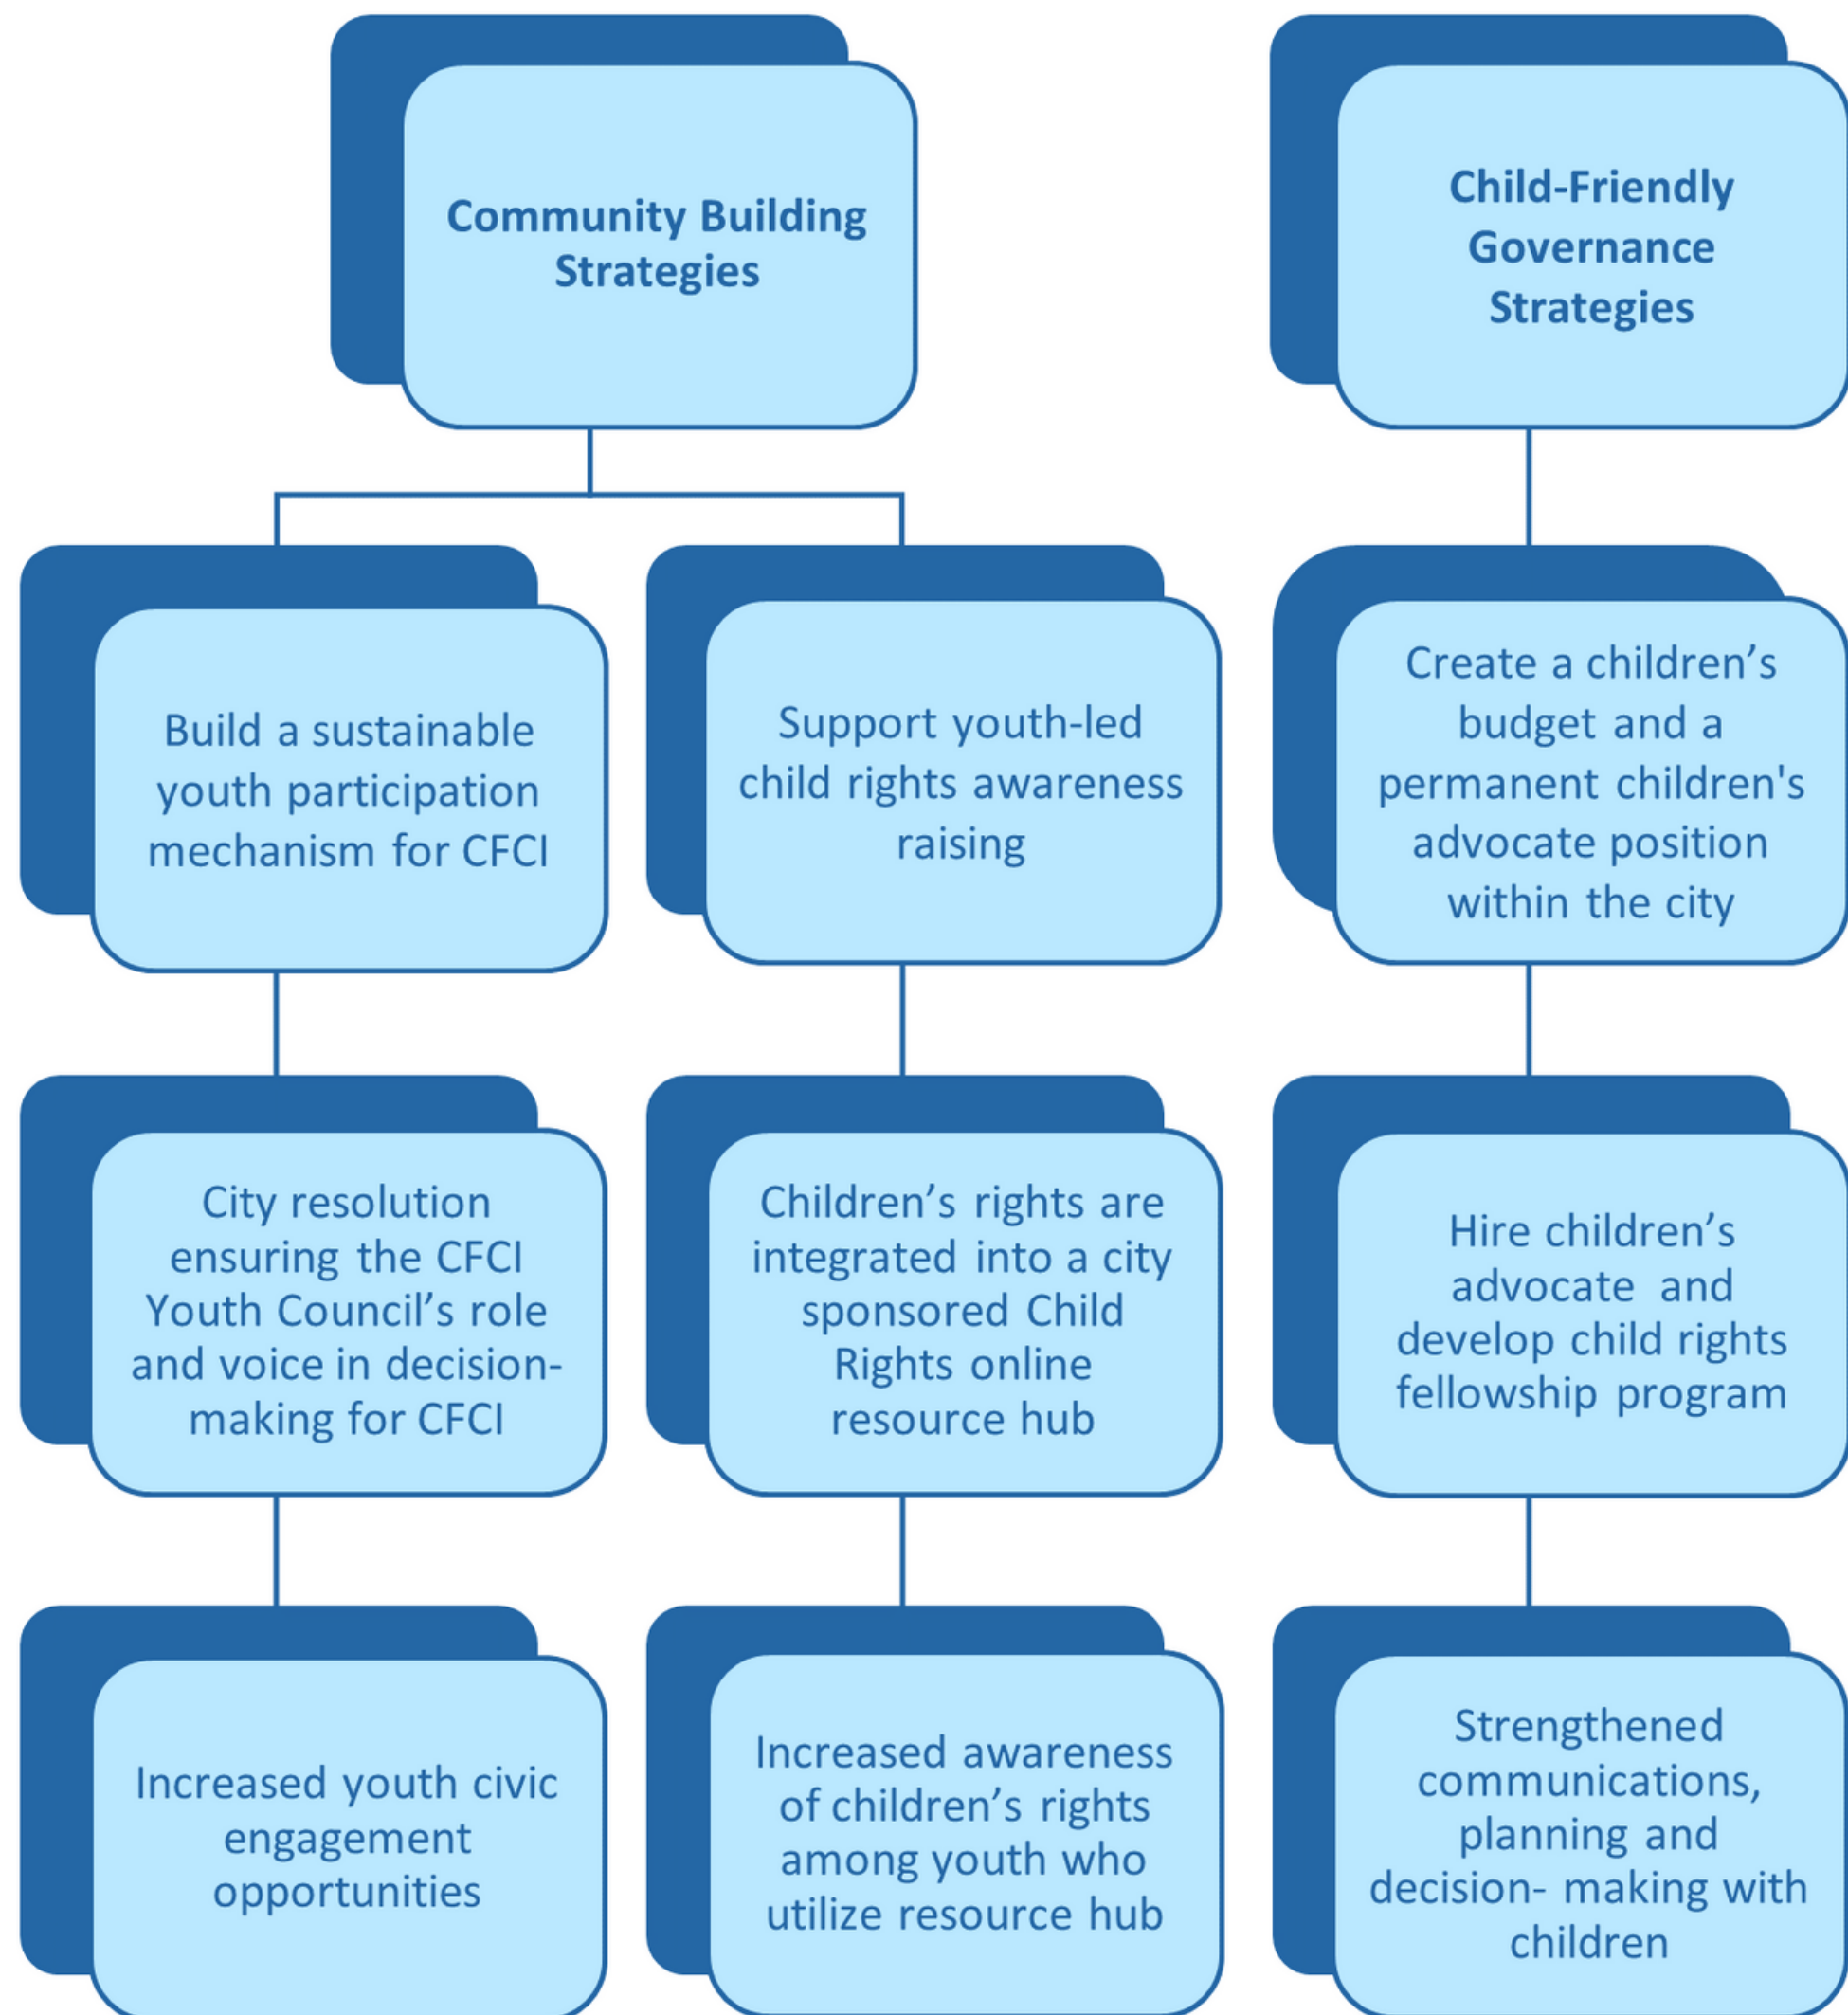 Community Building
Strategies
Child-Friendly
Governance
Strategies
Build a sustainable
youth participation
mechanism for CFCI
Support youth-led
child rights awareness
raising
Create a children’s
budget and a
permanent children's
advocate position
within the city
City resolution
ensuring the CFCI
Youth Council’s role
and voice in decision-
making for CFCI
Children’s rights are
integrated into a city
sponsored Child
Rights online
resource hub
Hire children’s
advocate and
develop child rights
fellowship program
Increased youth civic
engagement
opportunities
Increased awareness
of children’s rights
among youth who
utilize resource hub
Strengthened
communications,
planning and
decision- making with
children